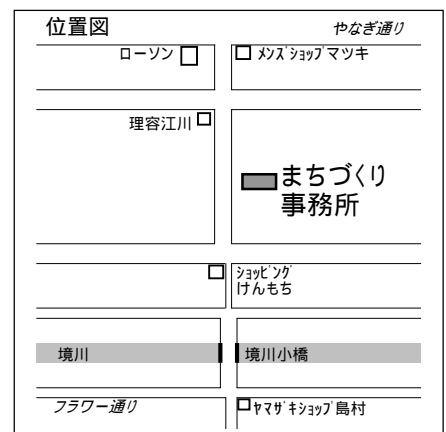 位置図
やなぎ通り
ローソン
ﾒﾝｽﾞｼｮｯﾌﾟマツキ
理容江川
まちづくり
事務所
ｼｮｯﾋﾟﾝｸﾞ
けんもち
境川
境川小橋
フラワー通り
ﾔﾏｻﾞｷｼｮｯﾌﾟ島村